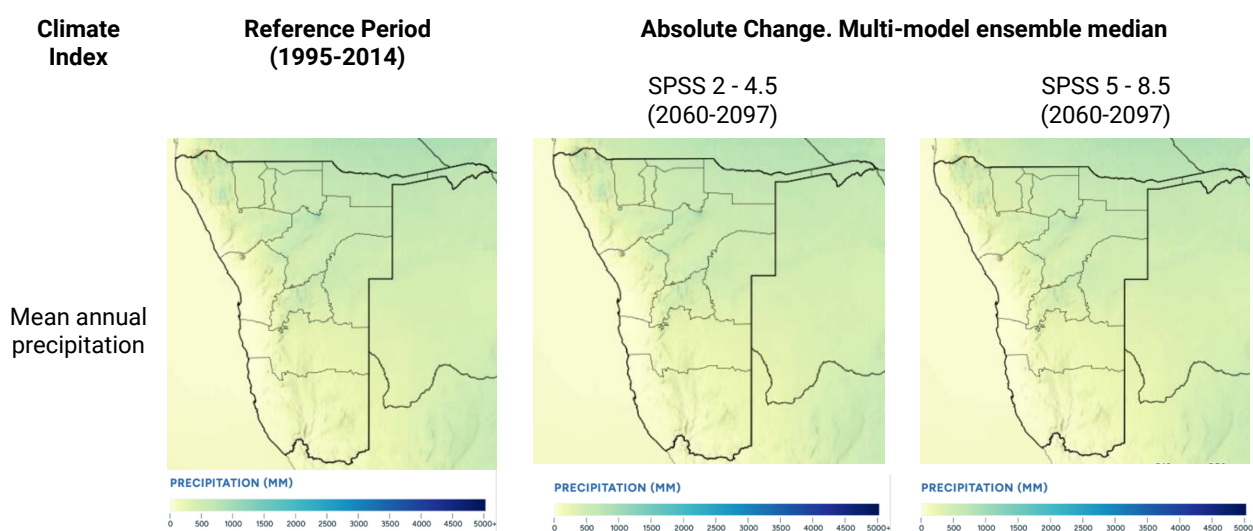 Climate
Index
Reference Period
(1995-2014)
Absolute Change. Multi-model ensemble median
SPSS 2 - 4.5
(2060-2097)
SPSS 5 - 8.5
(2060-2097)
Mean annual
precipitation
PRECIPITATION (MM)
0 500 1000 1500 2000 2500 3000 3500 4000 4500 5000+
PRECIPITATION (MM)
0 500 1000 1500 2000 2500 3000 3500 4000 4500 5000+
PRECIPITATION (MM)
0 500 1000 1500 2000 2500 3000 3500 4000 4500 5000